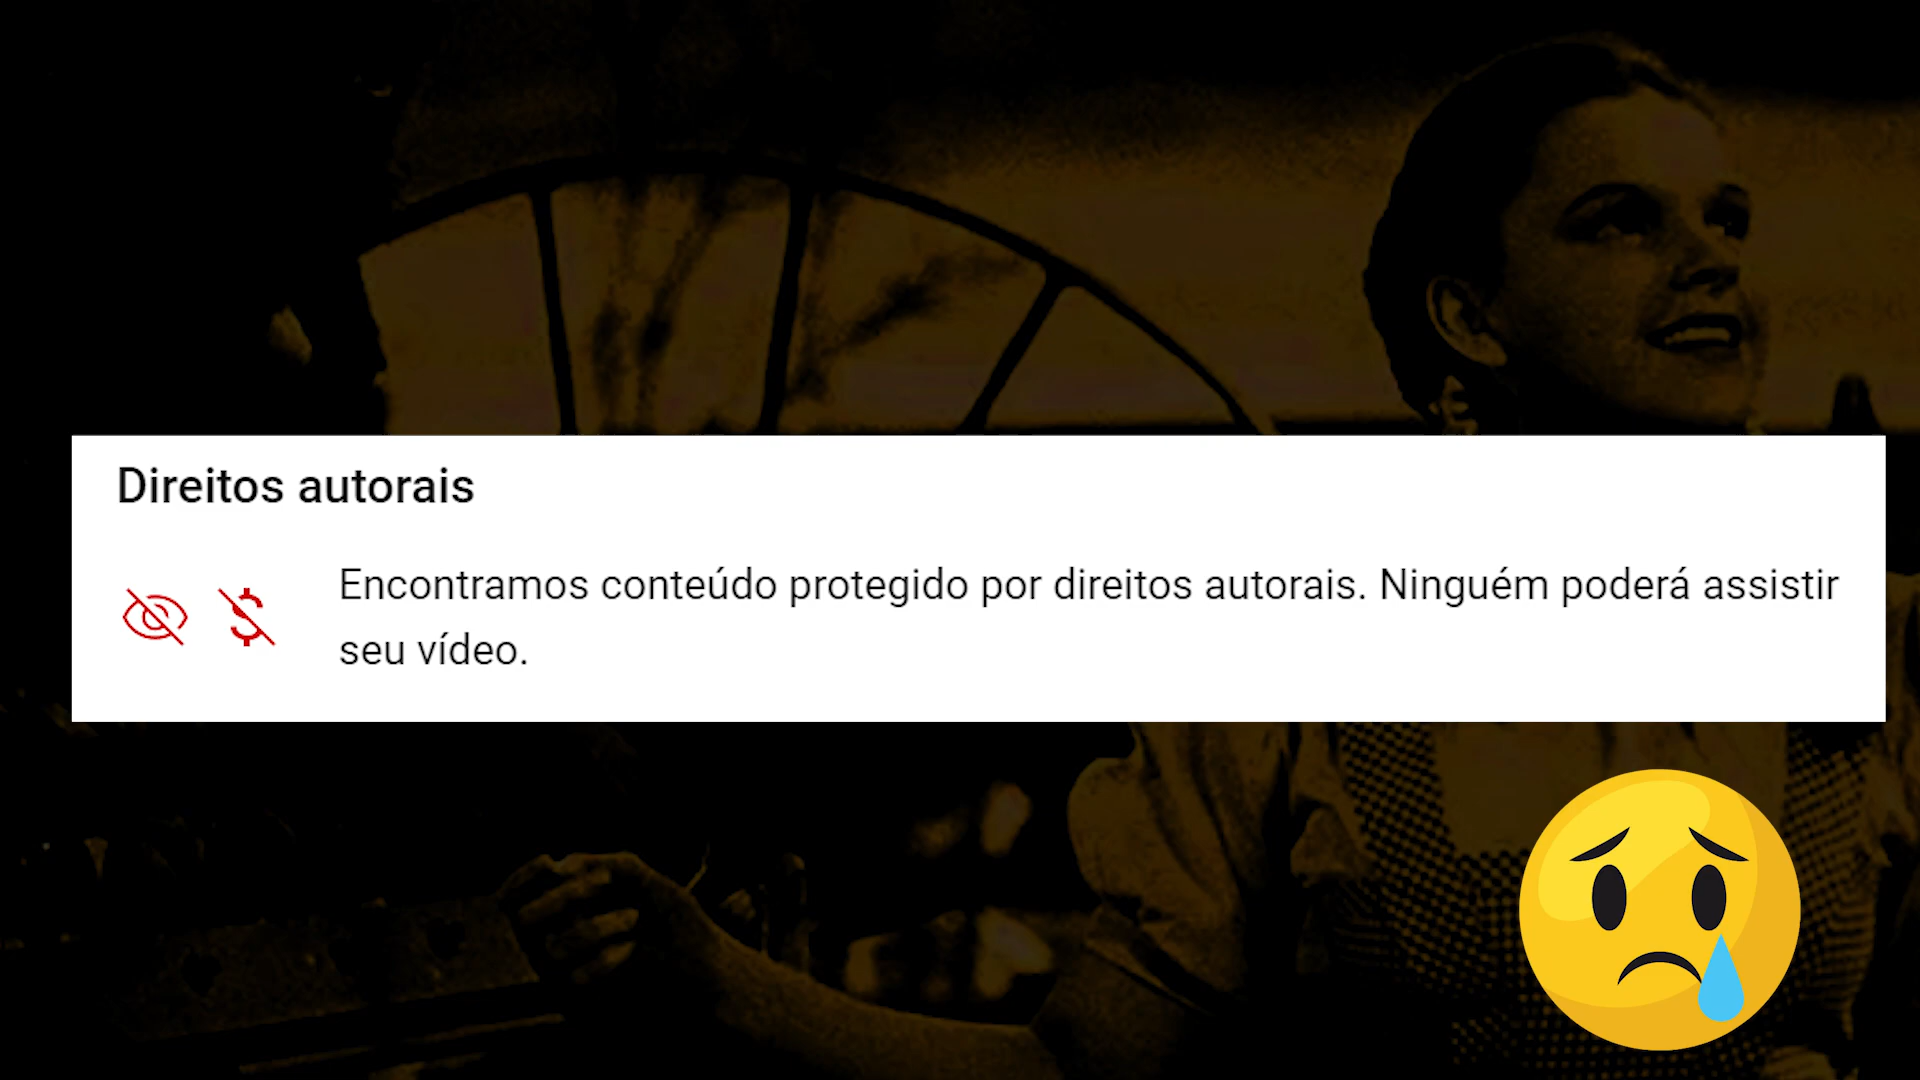 Direitos autorais
Encontramos conteúdo protegido por direitos autorais. Ninguém poderá assistir
seu vídeo.